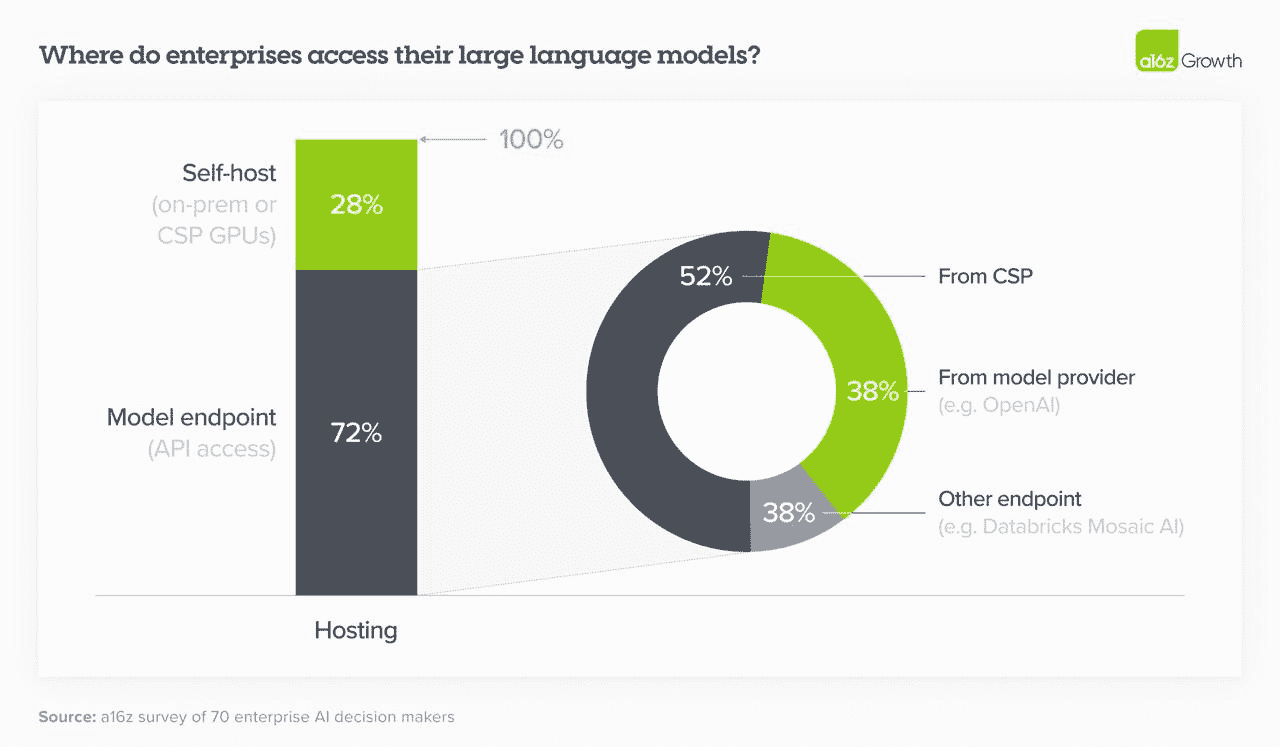 Where do enterprises access their large language models?
a16z Growth
100%
Self-host
(on-prem or
CSP GPUs)
28%
Model endpoint
(API access)
72%
Hosting
52%
From CSP
38%
From model provider
(e.g. OpenAI)
38%
Other endpoint
(e.g. Databricks Mosaic AI)
Source: a16z survey of 70 enterprise AI decision makers